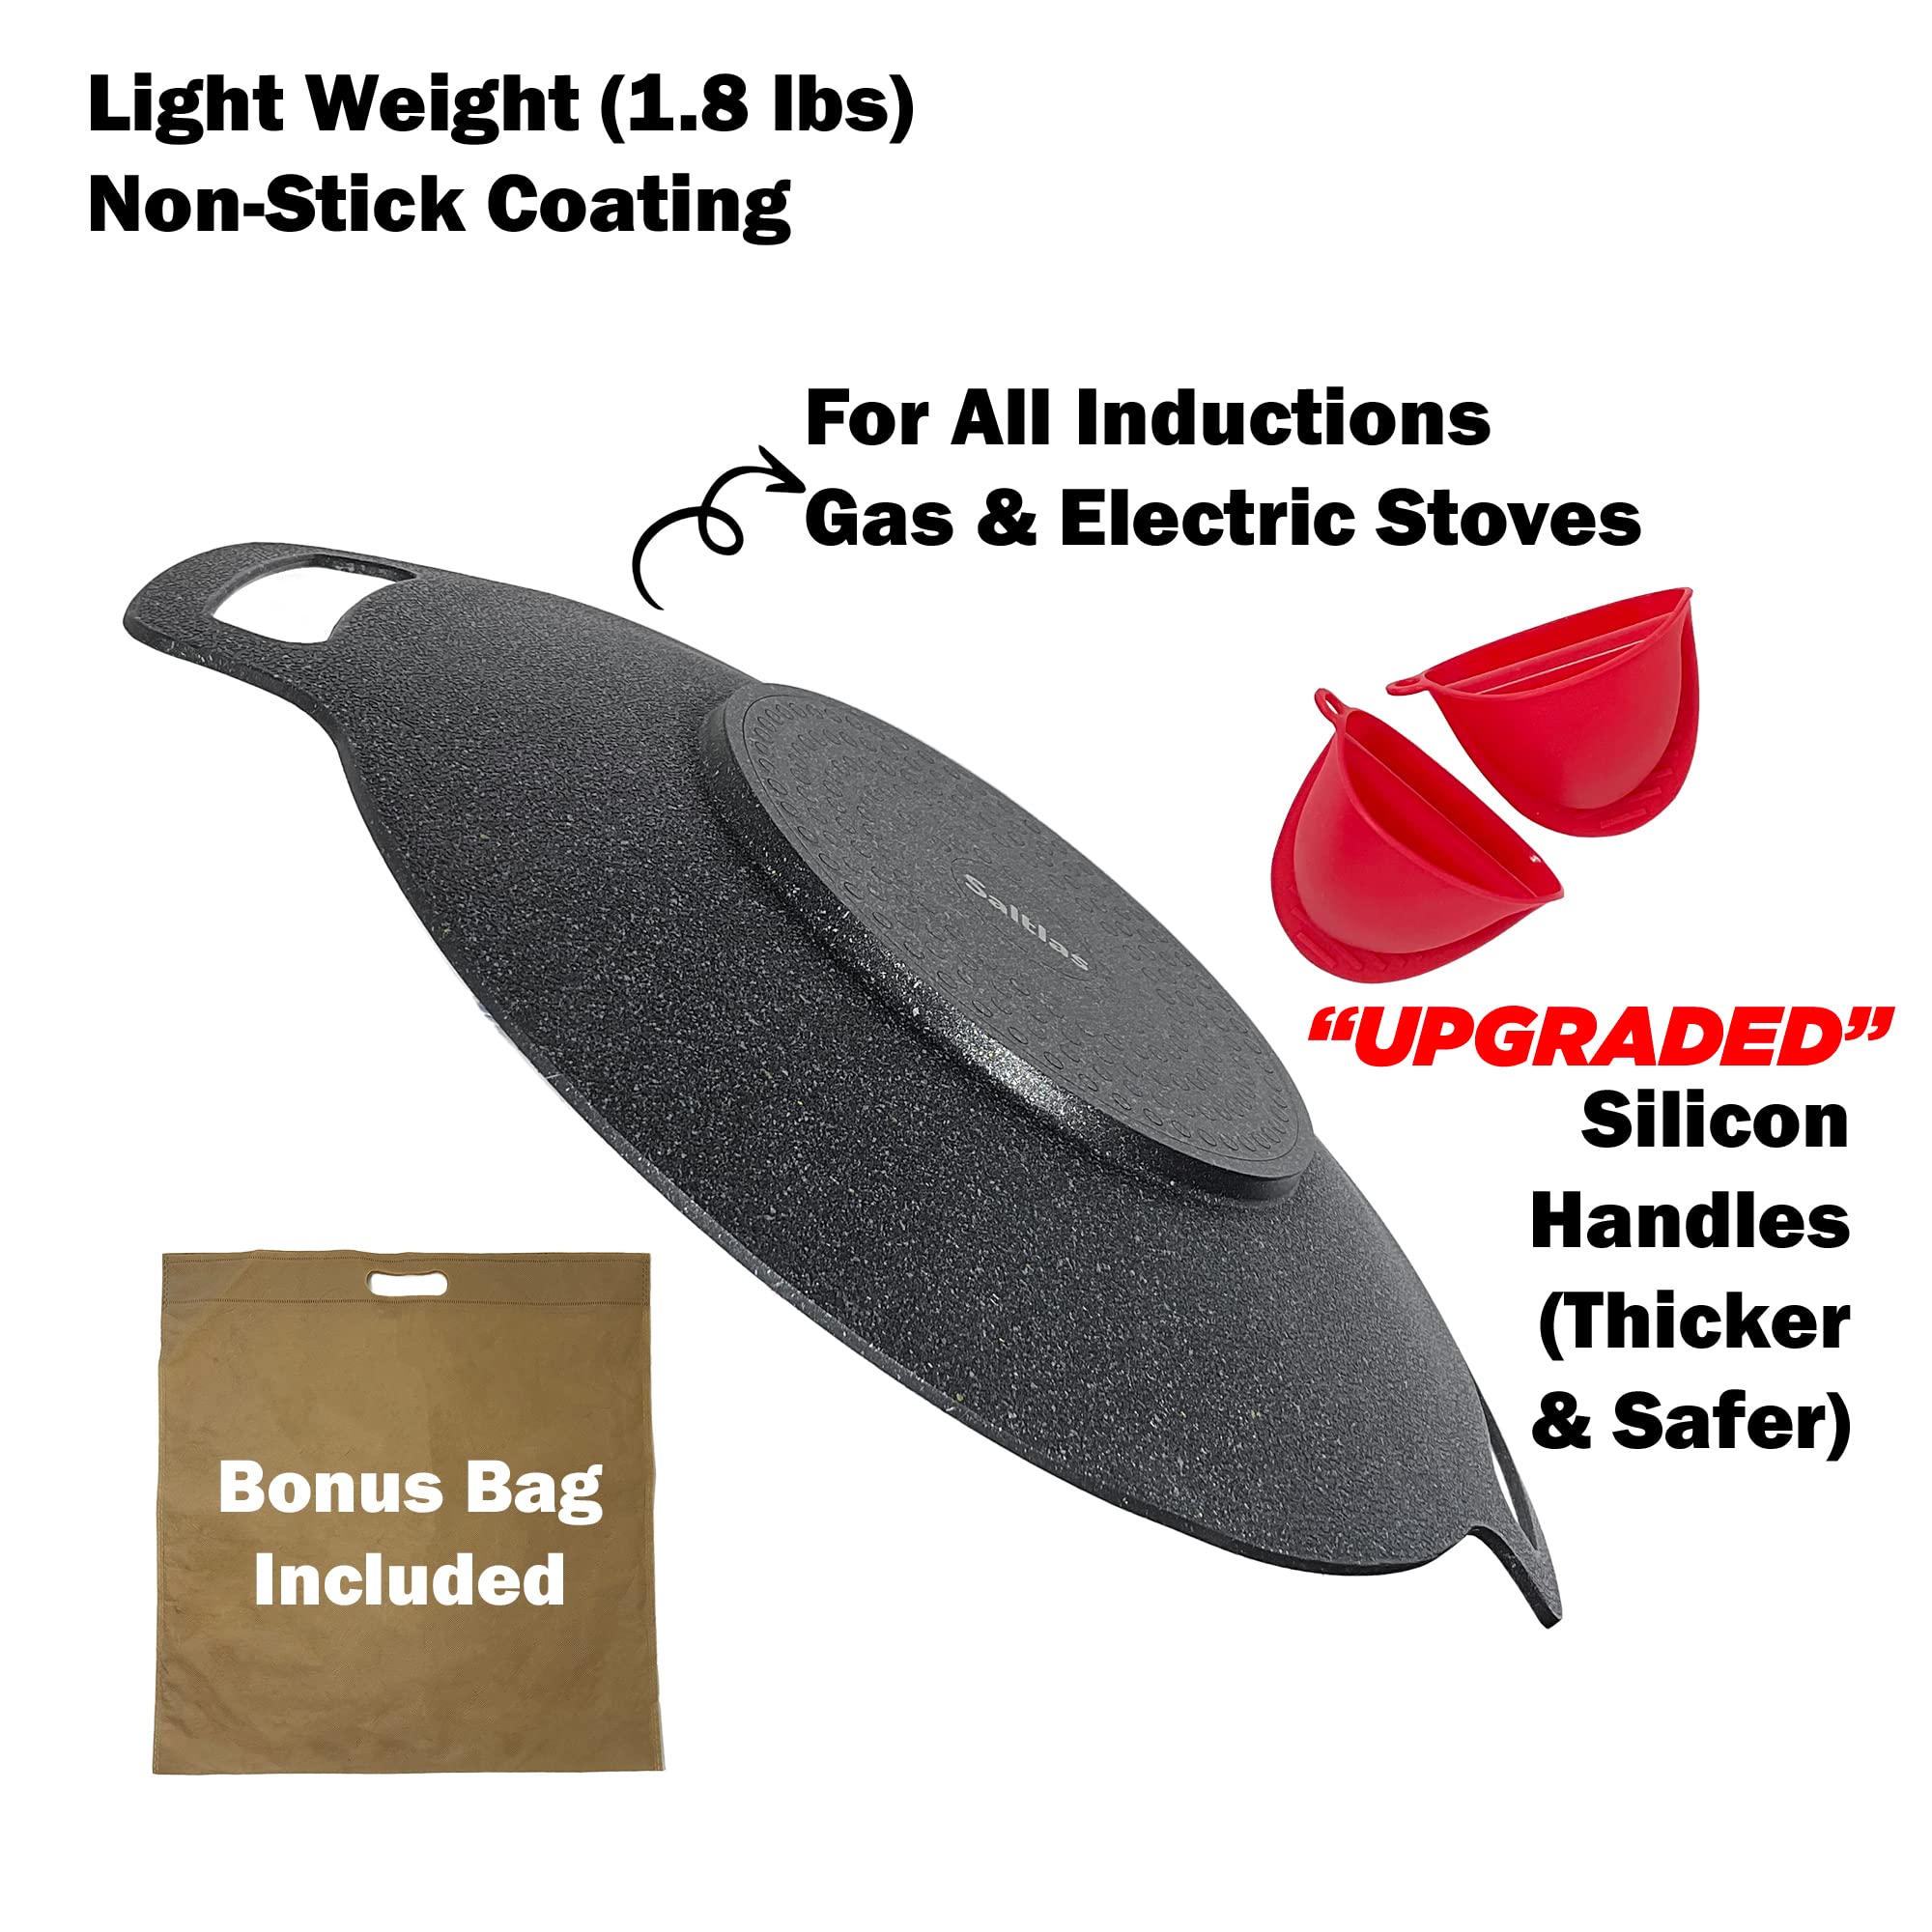 Light Weight (1.8 lbs)
Non-Stick Coating
For All Inductions
Gas & Electric Stoves
Saltlas
“UPGRADED”
Silicon
Handles
(Thicker
& Safer)
Bonus Bag
Included